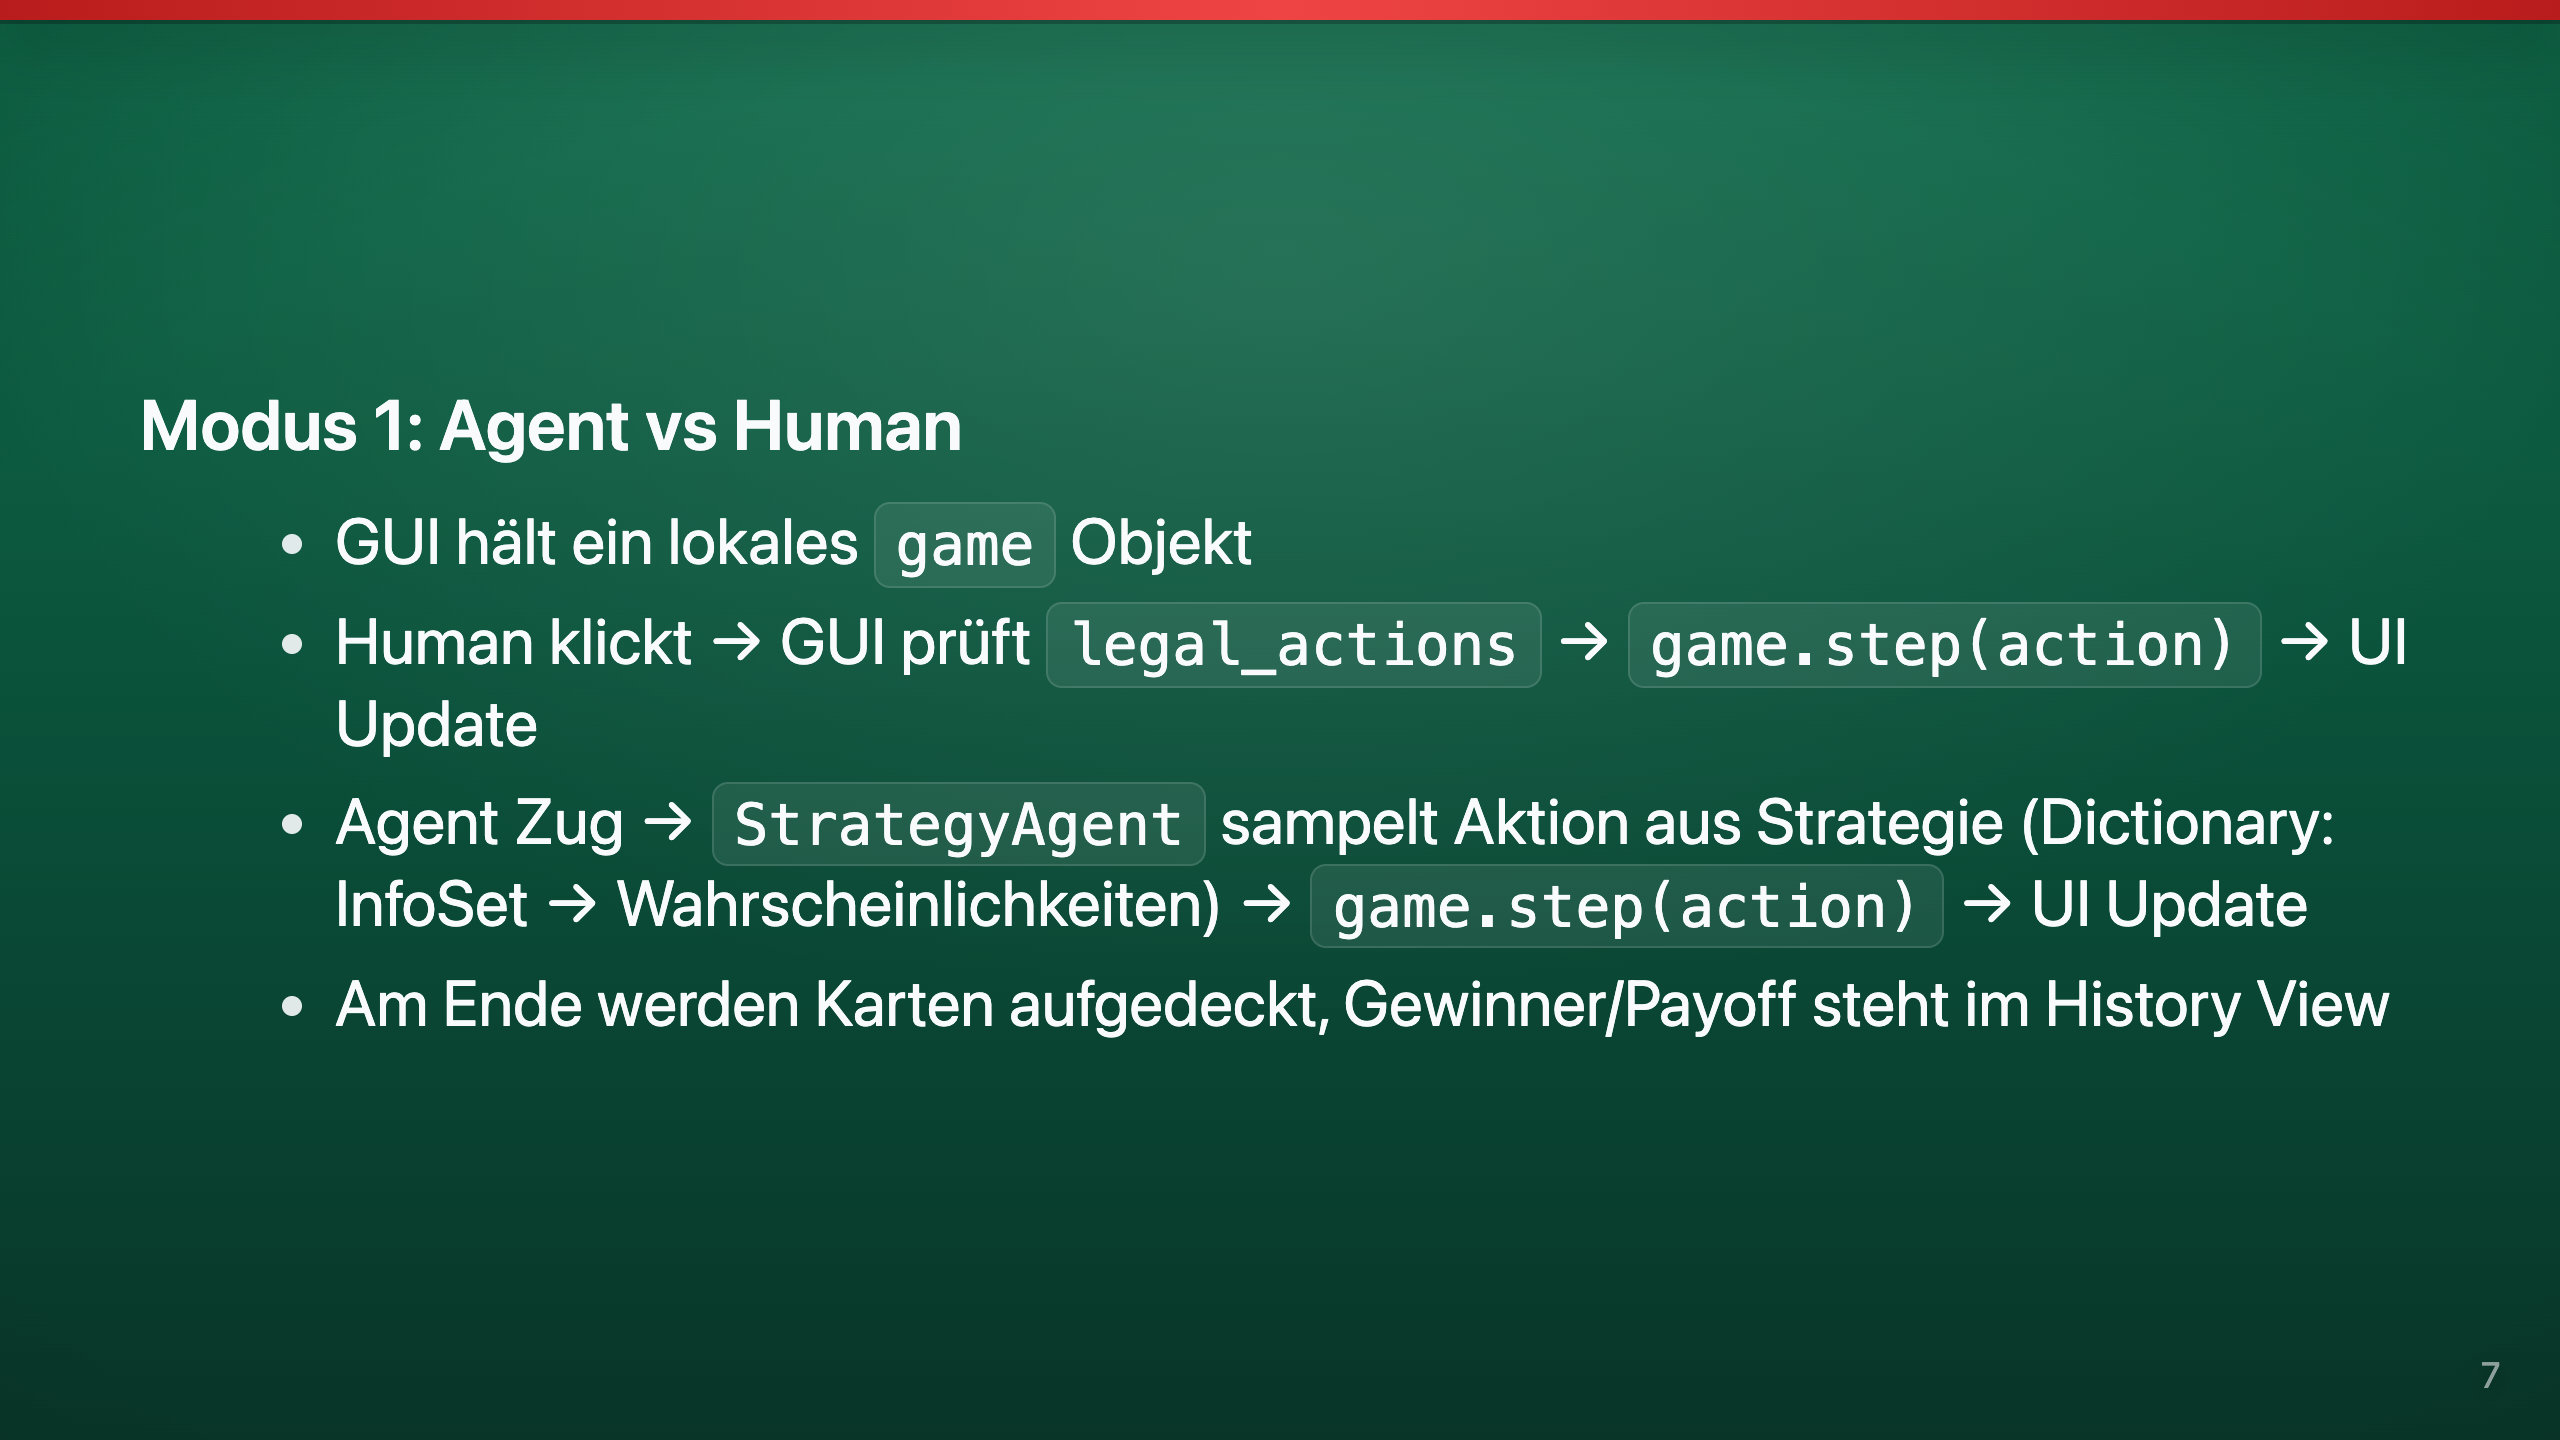 Modus 1: Agent vs Human
• GUI hält ein lokales game Objekt
• Human klickt → GUI prüft legal_actions → game.step(action) → UI
Update
• Agent Zug → StrategyAgent sampelt Aktion aus Strategie (Dictionary:
InfoSet → Wahrscheinlichkeiten) → game.step(action) → UI Update
• Am Ende werden Karten aufgedeckt, Gewinner/Payoff steht im History View
7